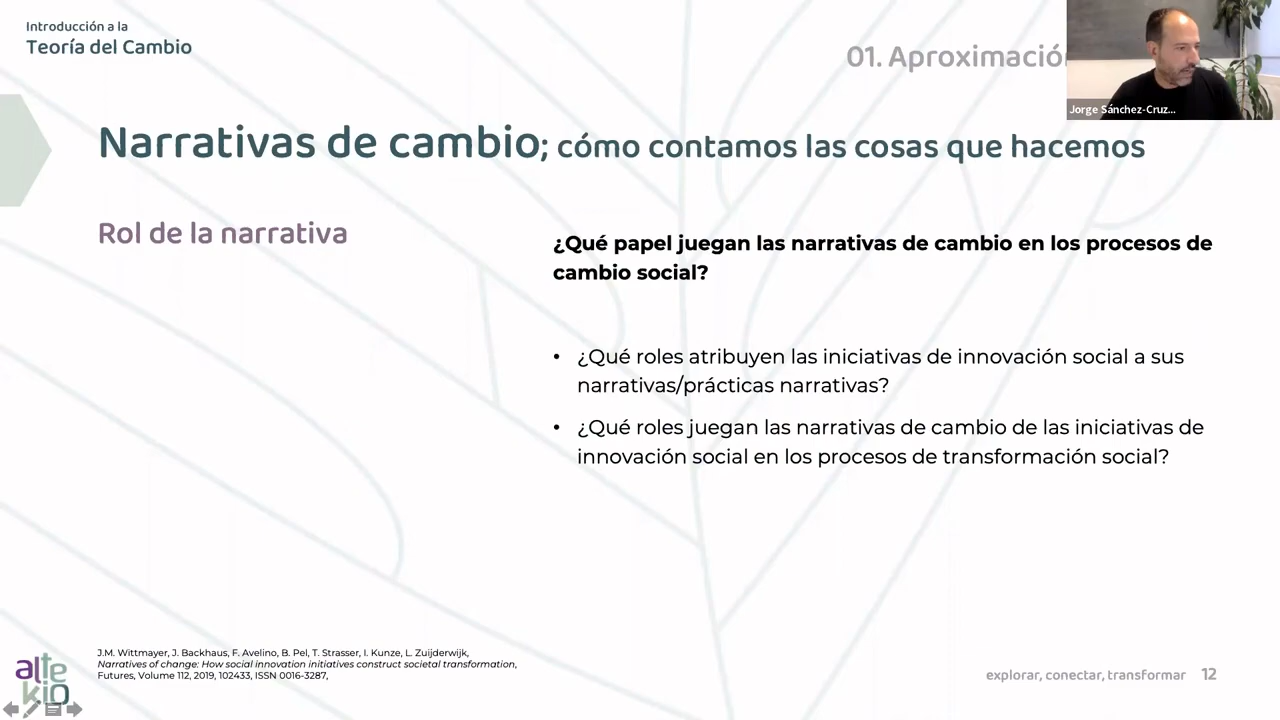 Introducción a la
Teoría del Cambio
01. Aproximación
Jorge Sánchez-Cruz...
Narrativas de cambio; cómo contamos las cosas que hacemos
Rol de la narrativa
¿Qué papel juegan las narrativas de cambio en los procesos de
cambio social?
• ¿Qué roles atribuyen las iniciativas de innovación social a sus
narrativas/prácticas narrativas?
• ¿Qué roles juegan las narrativas de cambio de las iniciativas de
innovación social en los procesos de transformación social?
J.M. Wittmayer, J. Backhaus, F. Avelino, B. Pel, T. Strasser, I. Kunze, L. Zuijderwijk,
Narratives of change: How social innovation initiatives construct societal transformation,
Futures, Volume 112, 2019, 102433, ISSN 0016-3287,
alte
kio
explorar, conectar, transformar 12